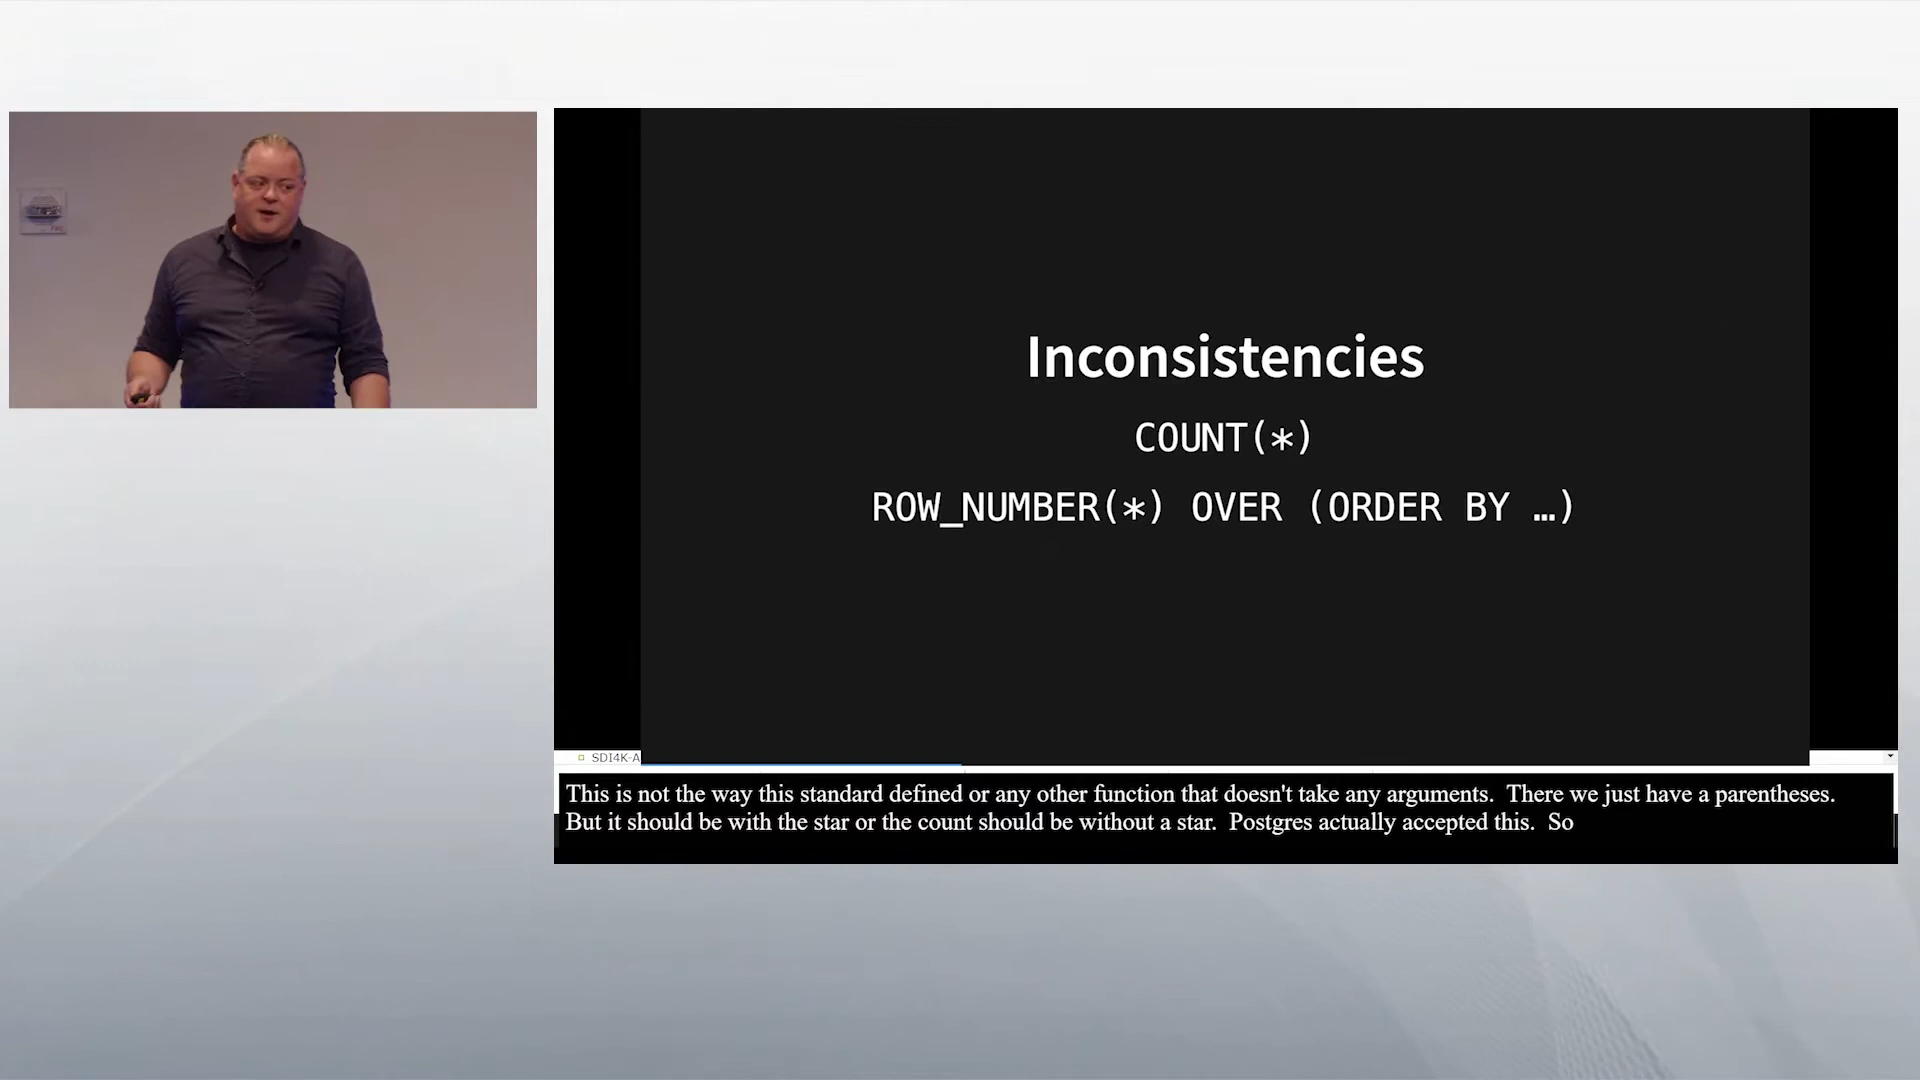 Inconsistencies
COUNT(*)
ROW_NUMBER(*) OVER (ORDER BY …)
SDI4K-A
This is not the way this standard defined or any other function that doesn't take any arguments.  There we just have a parentheses.
But it should be with the star or the count should be without a star.  Postgres actually accepted this.  So